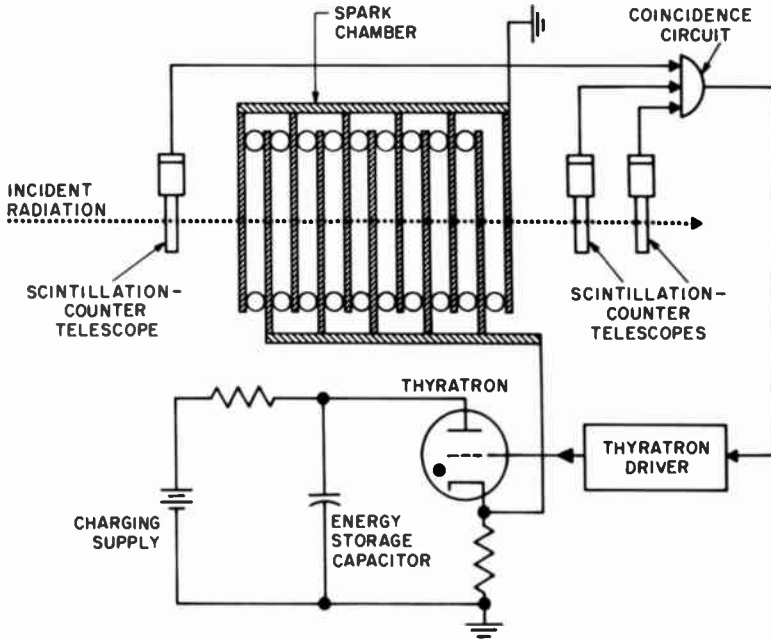 SPARK
CHAMBER
COINCIDENCE
CIRCUIT
INCIDENT
RADIATION
SCINTILLATION-
COUNTER
TELESCOPE
SCINTILLATION-
COUNTER
TELESCOPES
THYRATRON
THYRATRON
DRIVER
CHARGING
SUPPLY
ENERGY
STORAGE
CAPACITOR